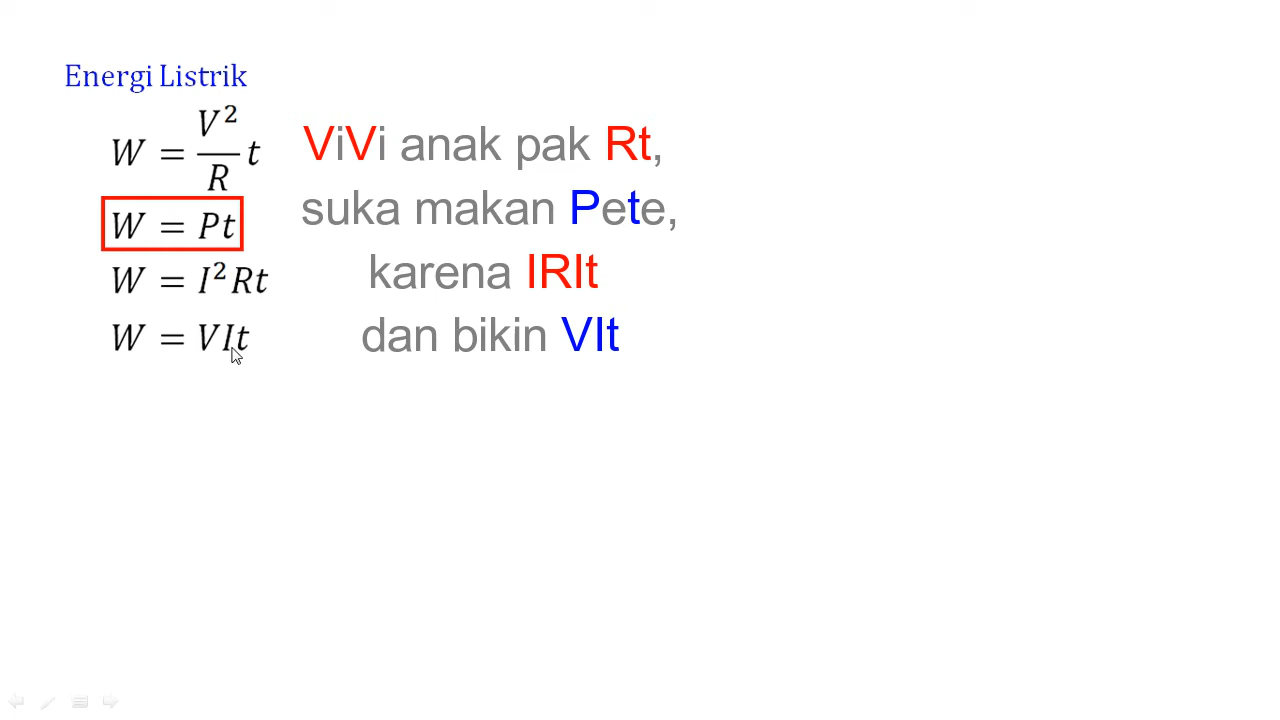 Energi Listrik
W = V²/R t
ViVi anak pak Rt,
W = Pt
suka makan Pete,
W = I²Rt
karena IRIt
W = VIt
dan bikin VIt